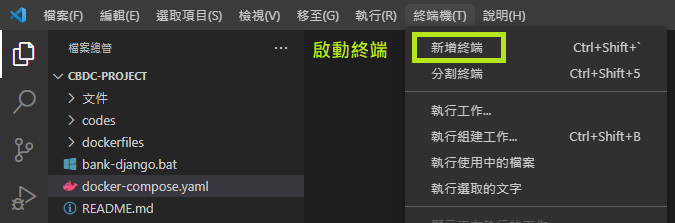 檔案(F) 編輯(E) 選取項目(S) 檢視(V) 移至(G) 執行(R) 終端機(T) 說明(H)
檔案總管 ...
啟動終端
CBDC-PROJECT
文件
codes
dockerfiles
bank-django.bat
docker-compose.yaml
README.md
新增終端 Ctrl+Shift+`
分割終端 Ctrl+Shift+5
執行工作...
執行組建工作... Ctrl+Shift+B
執行使用中的檔案
執行選取的文字